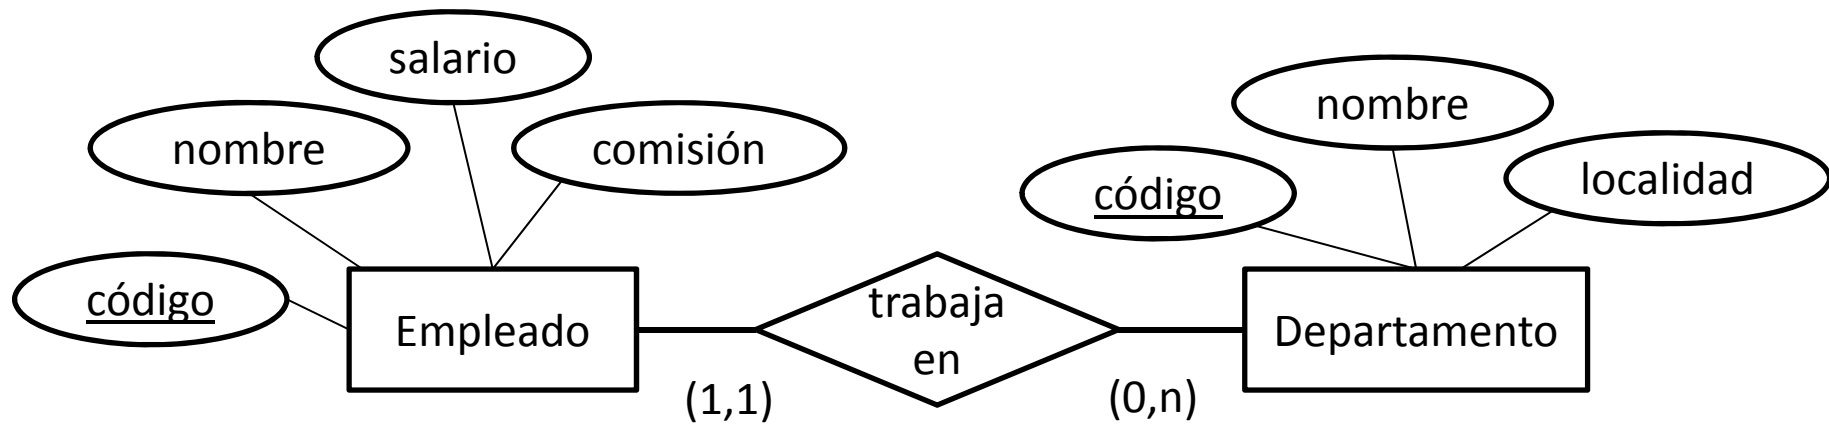 salario
nombre
comisión
código
Empleado
trabaja
en
(1,1)
(0,n)
nombre
código
localidad
Departamento